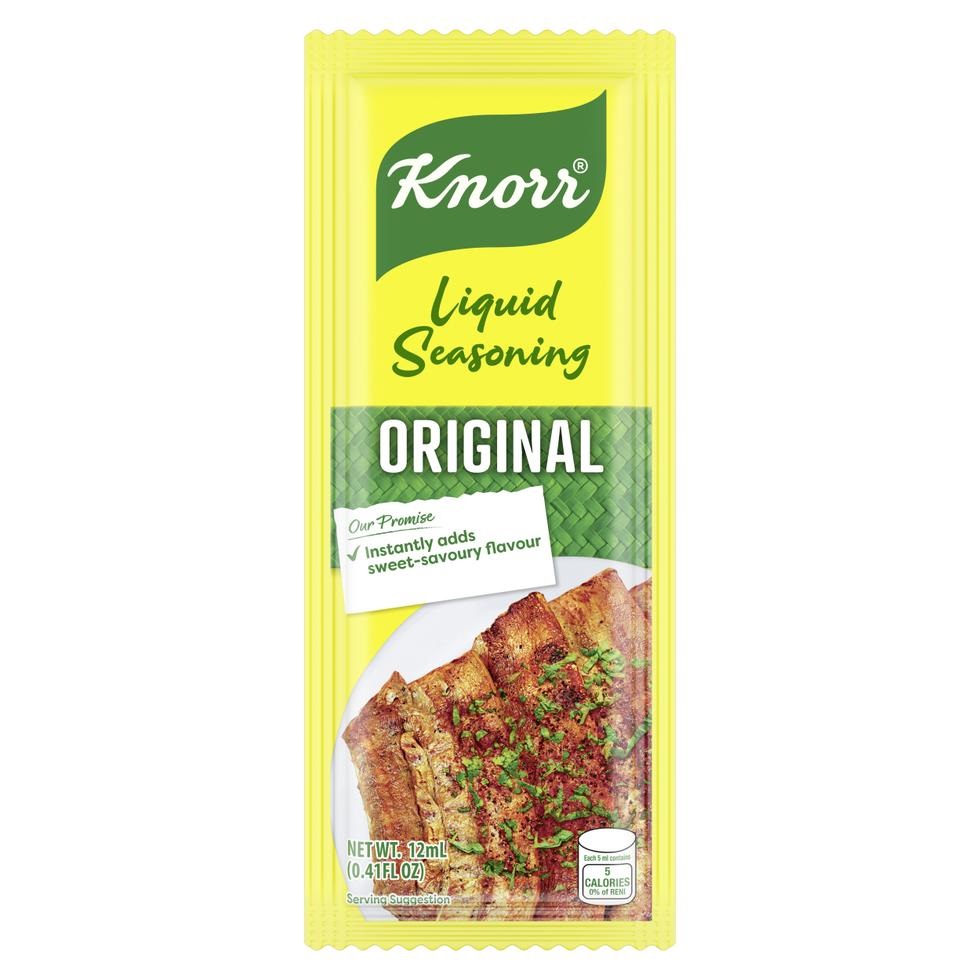 Knorr®
Liquid
Seasoning
ORIGINAL
Our Promise
✓ Instantly adds
sweet-savoury flavour
NET WT. 12mL
(0.41FL OZ)
Serving Suggestion
Each 5 ml contains
5
CALORIES
0% of RENI